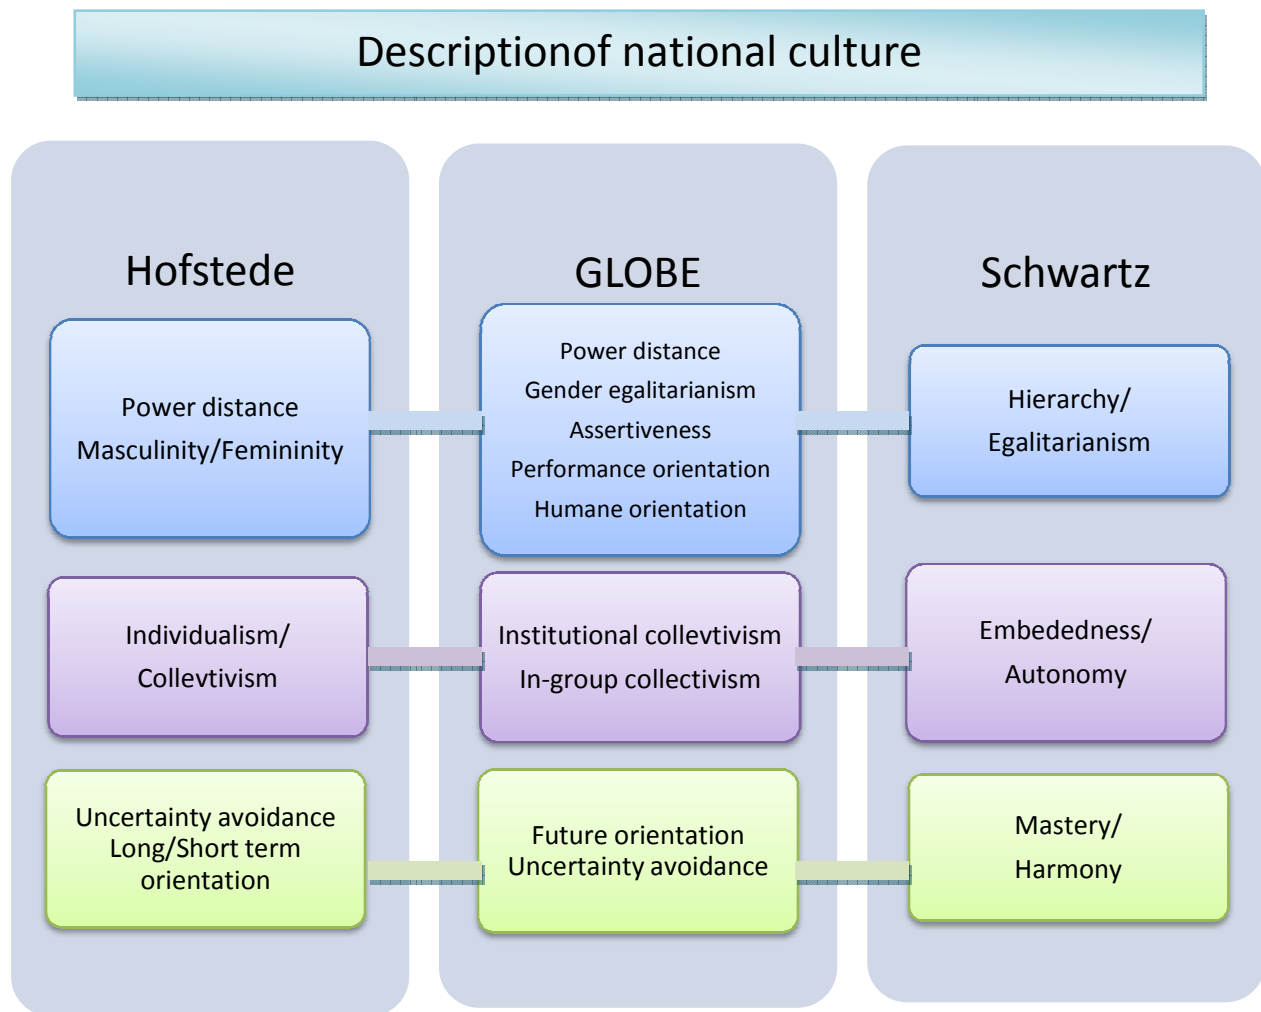 Descriptionof national culture
Hofstede
Power distance
Masculinity/Femininity
Individualism/
Collevtivism
Uncertainty avoidance
Long/Short term
orientation
GLOBE
Power distance
Gender egalitarianism
Assertiveness
Performance orientation
Humane orientation
Institutional collevtivism
In-group collectivism
Future orientation
Uncertainty avoidance
Schwartz
Hierarchy/
Egalitarianism
Embededness/
Autonomy
Mastery/
Harmony